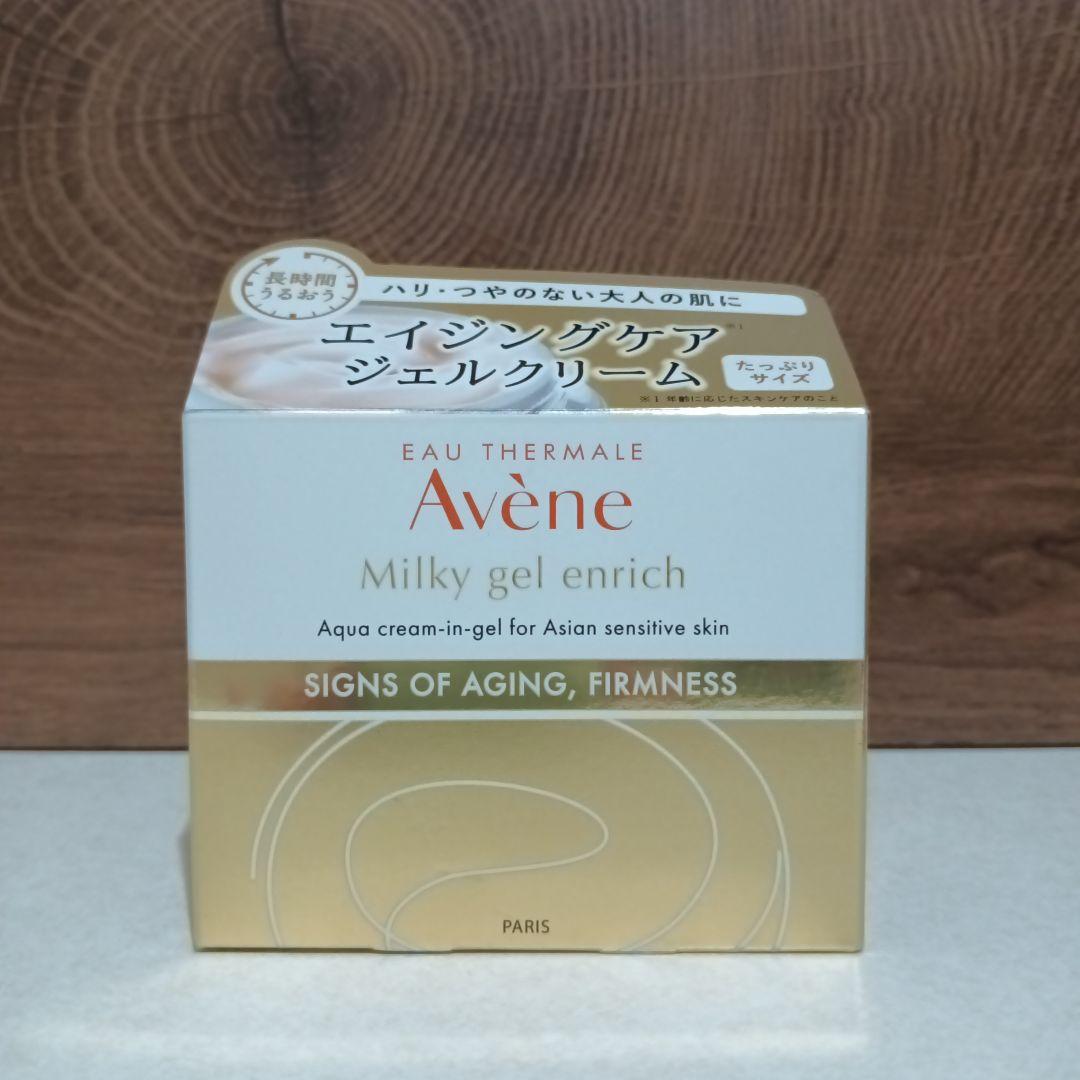 長時間
うるおう
ハリ・つやのない大人の肌に
エイジングケア※1
ジェルクリーム
たっぷり
サイズ
※1 年齢に応じたスキンケアのこと
EAU THERMALE
Avène
Milky gel enrich
Aqua cream-in-gel for Asian sensitive skin
SIGNS OF AGING, FIRMNESS
PARIS